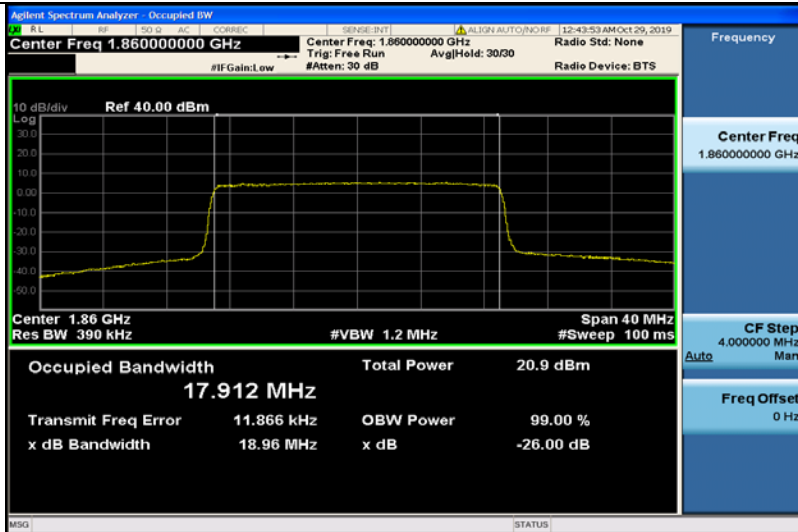 Agilent Spectrum Analyzer - Occupied BW
RL RF 50 Ω AC CORREC SENSE:INT ALIGN AUTO/NO RF 12:43:53 AM Oct 29, 2019
Center Freq 1.860000000 GHz Center Freq: 1.860000000 GHz Radio Std: None
Trig: Free Run Avg|Hold: 30/30
#IFGain:Low #Atten: 30 dB Radio Device: BTS
10 dB/div Ref 40.00 dBm
Log
30.0
20.0
10.0
0.00
-10.0
-20.0
-30.0
-40.0
-50.0
Center 1.86 GHz Span 40 MHz
Res BW 390 kHz #VBW 1.2 MHz #Sweep 100 ms
Occupied Bandwidth Total Power 20.9 dBm
17.912 MHz
Transmit Freq Error 11.866 kHz OBW Power 99.00 %
x dB Bandwidth 18.96 MHz x dB -26.00 dB
MSG STATUS
Frequency
Center Freq
1.860000000 GHz
CF Step
4.000000 MHz
Auto Man
Freq Offset
0 Hz